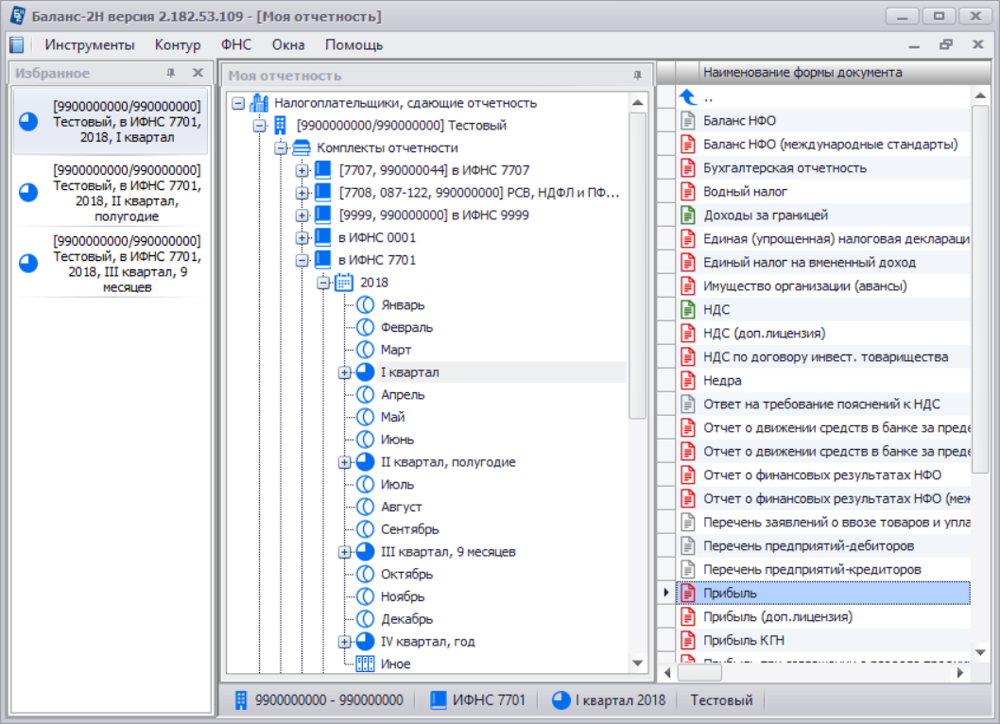 Баланс-2Н версия 2.182.53.109 - [Моя отчетность]
Инструменты Контур ФНС Окна Помощь
Избранное
[9900000000/990000000]
Тестовый, в ИФНС 7701,
2018, I квартал
[9900000000/990000000]
Тестовый, в ИФНС 7701,
2018, II квартал,
полугодие
[9900000000/990000000]
Тестовый, в ИФНС 7701,
2018, III квартал, 9
месяцев
Моя отчетность
Налогоплательщики, сдающие отчетность
[9900000000/990000000] Тестовый
Комплекты отчетности
[7707, 990000044] в ИФНС 7707
[7708, 087-122, 990000000] РСВ, НДФЛ и ПФ...
[9999, 990000000] в ИФНС 9999
в ИФНС 0001
в ИФНС 7701
2018
Январь
Февраль
Март
I квартал
Апрель
Май
Июнь
II квартал, полугодие
Июль
Август
Сентябрь
III квартал, 9 месяцев
Октябрь
Ноябрь
Декабрь
IV квартал, год
Иное
Наименование формы документа
..
Баланс НФО
Баланс НФО (международные стандарты)
Бухгалтерская отчетность
Водный налог
Доходы за границей
Единая (упрощенная) налоговая деклараци
Единый налог на вмененный доход
Имущество организации (авансы)
НДС
НДС (доп.лицензия)
НДС по договору инвест. товарищества
Недра
Ответ на требование пояснений к НДС
Отчет о движении средств в банке за преде
Отчет о движении средств в банке за преде
Отчет о финансовых результатах НФО
Отчет о финансовых результатах НФО (меж
Перечень заявлений о ввозе товаров и упла
Перечень предприятий-дебиторов
Перечень предприятий-кредиторов
Прибыль
Прибыль (доп.лицензия)
Прибыль КГН
9900000000 - 990000000 ИФНС 7701 I квартал 2018 Тестовый